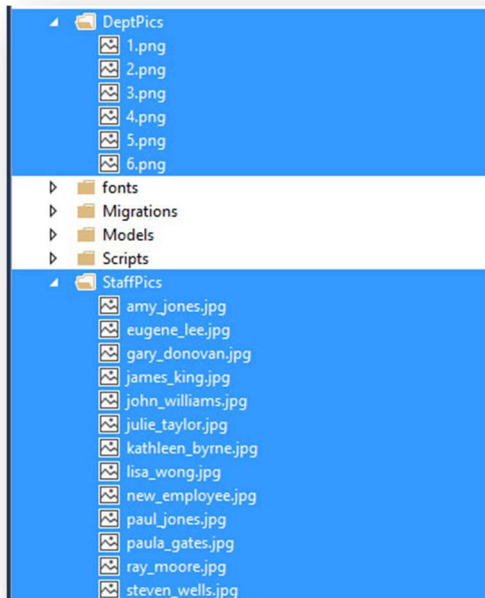 DeptPics
1.png
2.png
3.png
4.png
5.png
6.png
fonts
Migrations
Models
Scripts
StaffPics
amy_jones.jpg
eugene_lee.jpg
gary_donovan.jpg
james_king.jpg
john_williams.jpg
julie_taylor.jpg
kathleen_byrne.jpg
lisa_wong.jpg
new_employee.jpg
paul_jones.jpg
paula_gates.jpg
ray_moore.jpg
steven_wells.jpg